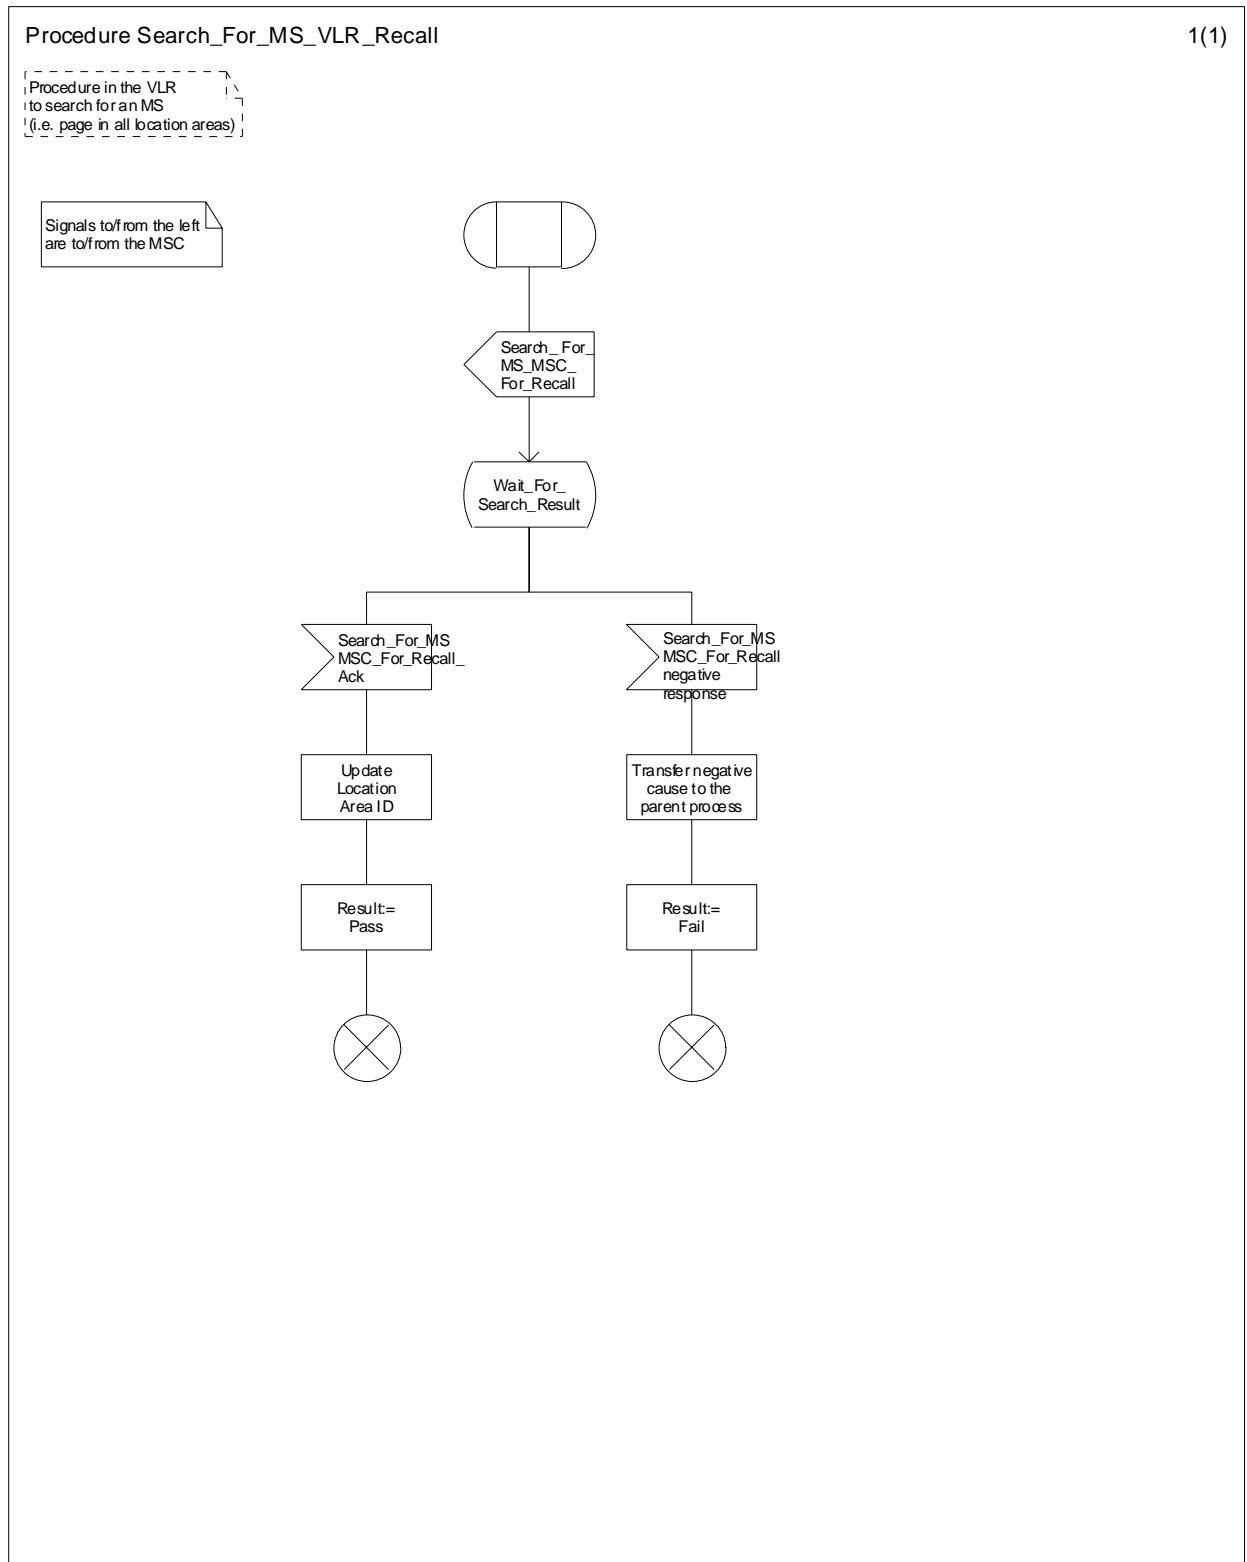 Procedure Search_For_MS_VLR_Recall
1(1)
Procedure in the VLR
to search for an MS
(i.e. page in all location areas)
Signals to/from the left
are to/from the MSC
Search_For_
MS_MSC_
For_Recall
Wait_For_
Search_Result
Search_For_MS
MSC_For_Recall_
Ack
Search_For_MS
MSC_For_Recall
negative
response
Update
Location
Area ID
Transfer negative
cause to the
parent process
Result:=
Pass
Result:=
Fail